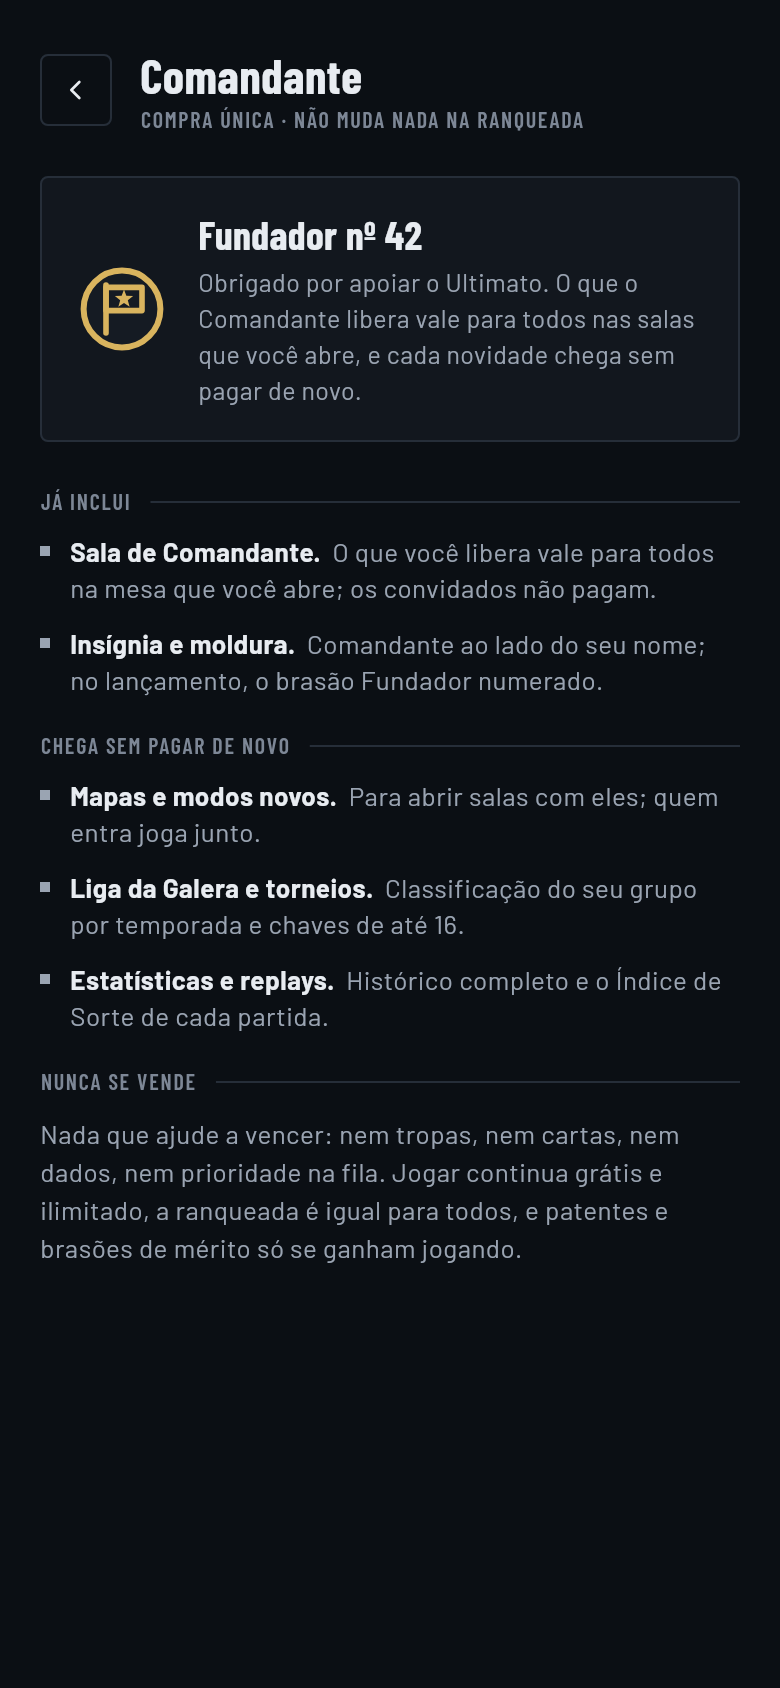 Comandante
COMPRA ÚNICA · NÃO MUDA NADA NA RANQUEADA
Fundador nº 42
Obrigado por apoiar o Ultimato. O que o
Comandante libera vale para todos nas salas
que você abre, e cada novidade chega sem
pagar de novo.
JÁ INCLUI
Sala de Comandante. O que você libera vale para todos
na mesa que você abre; os convidados não pagam.
Insígnia e moldura. Comandante ao lado do seu nome;
no lançamento, o brasão Fundador numerado.
CHEGA SEM PAGAR DE NOVO
Mapas e modos novos. Para abrir salas com eles; quem
entra joga junto.
Liga da Galera e torneios. Classificação do seu grupo
por temporada e chaves de até 16.
Estatísticas e replays. Histórico completo e o Índice de
Sorte de cada partida.
NUNCA SE VENDE
Nada que ajude a vencer: nem tropas, nem cartas, nem
dados, nem prioridade na fila. Jogar continua grátis e
ilimitado, a ranqueada é igual para todos, e patentes e
brasões de mérito só se ganham jogando.